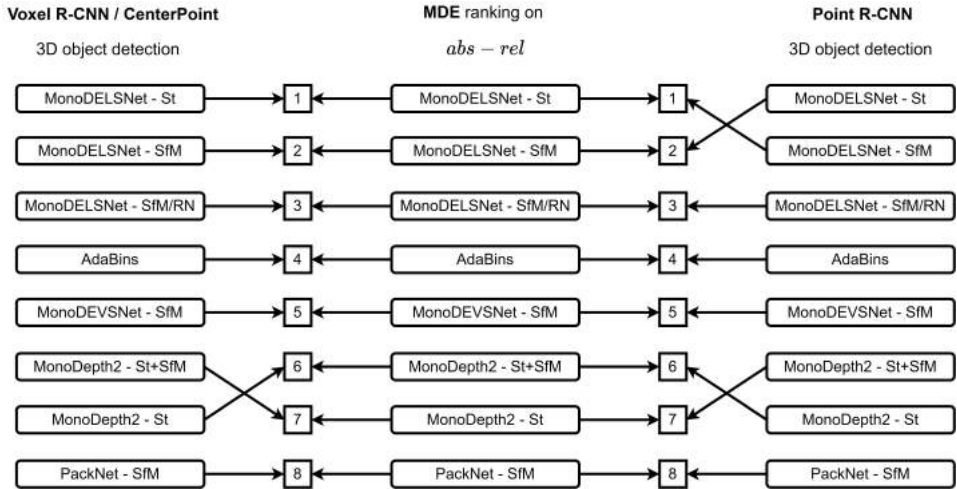 Voxel R-CNN / CenterPoint MDE ranking on Point R-CNN
3D object detection abs - rel 3D object detection
MonoDELSNet - St 1 MonoDELSNet - St 1 MonoDELSNet - St
MonoDELSNet - SfM 2 MonoDELSNet - SfM 2 MonoDELSNet - SfM
MonoDELSNet - SfM/RN 3 MonoDELSNet - SfM/RN 3 MonoDELSNet - SfM/RN
AdaBins 4 AdaBins 4 AdaBins
MonoDEVSNet - SfM 5 MonoDEVSNet - SfM 5 MonoDEVSNet - SfM
MonoDepth2 - St+SfM 6 MonoDepth2 - St+SfM 6 MonoDepth2 - St+SfM
MonoDepth2 - St 7 MonoDepth2 - St 7 MonoDepth2 - St
PackNet - SfM 8 PackNet - SfM 8 PackNet - SfM